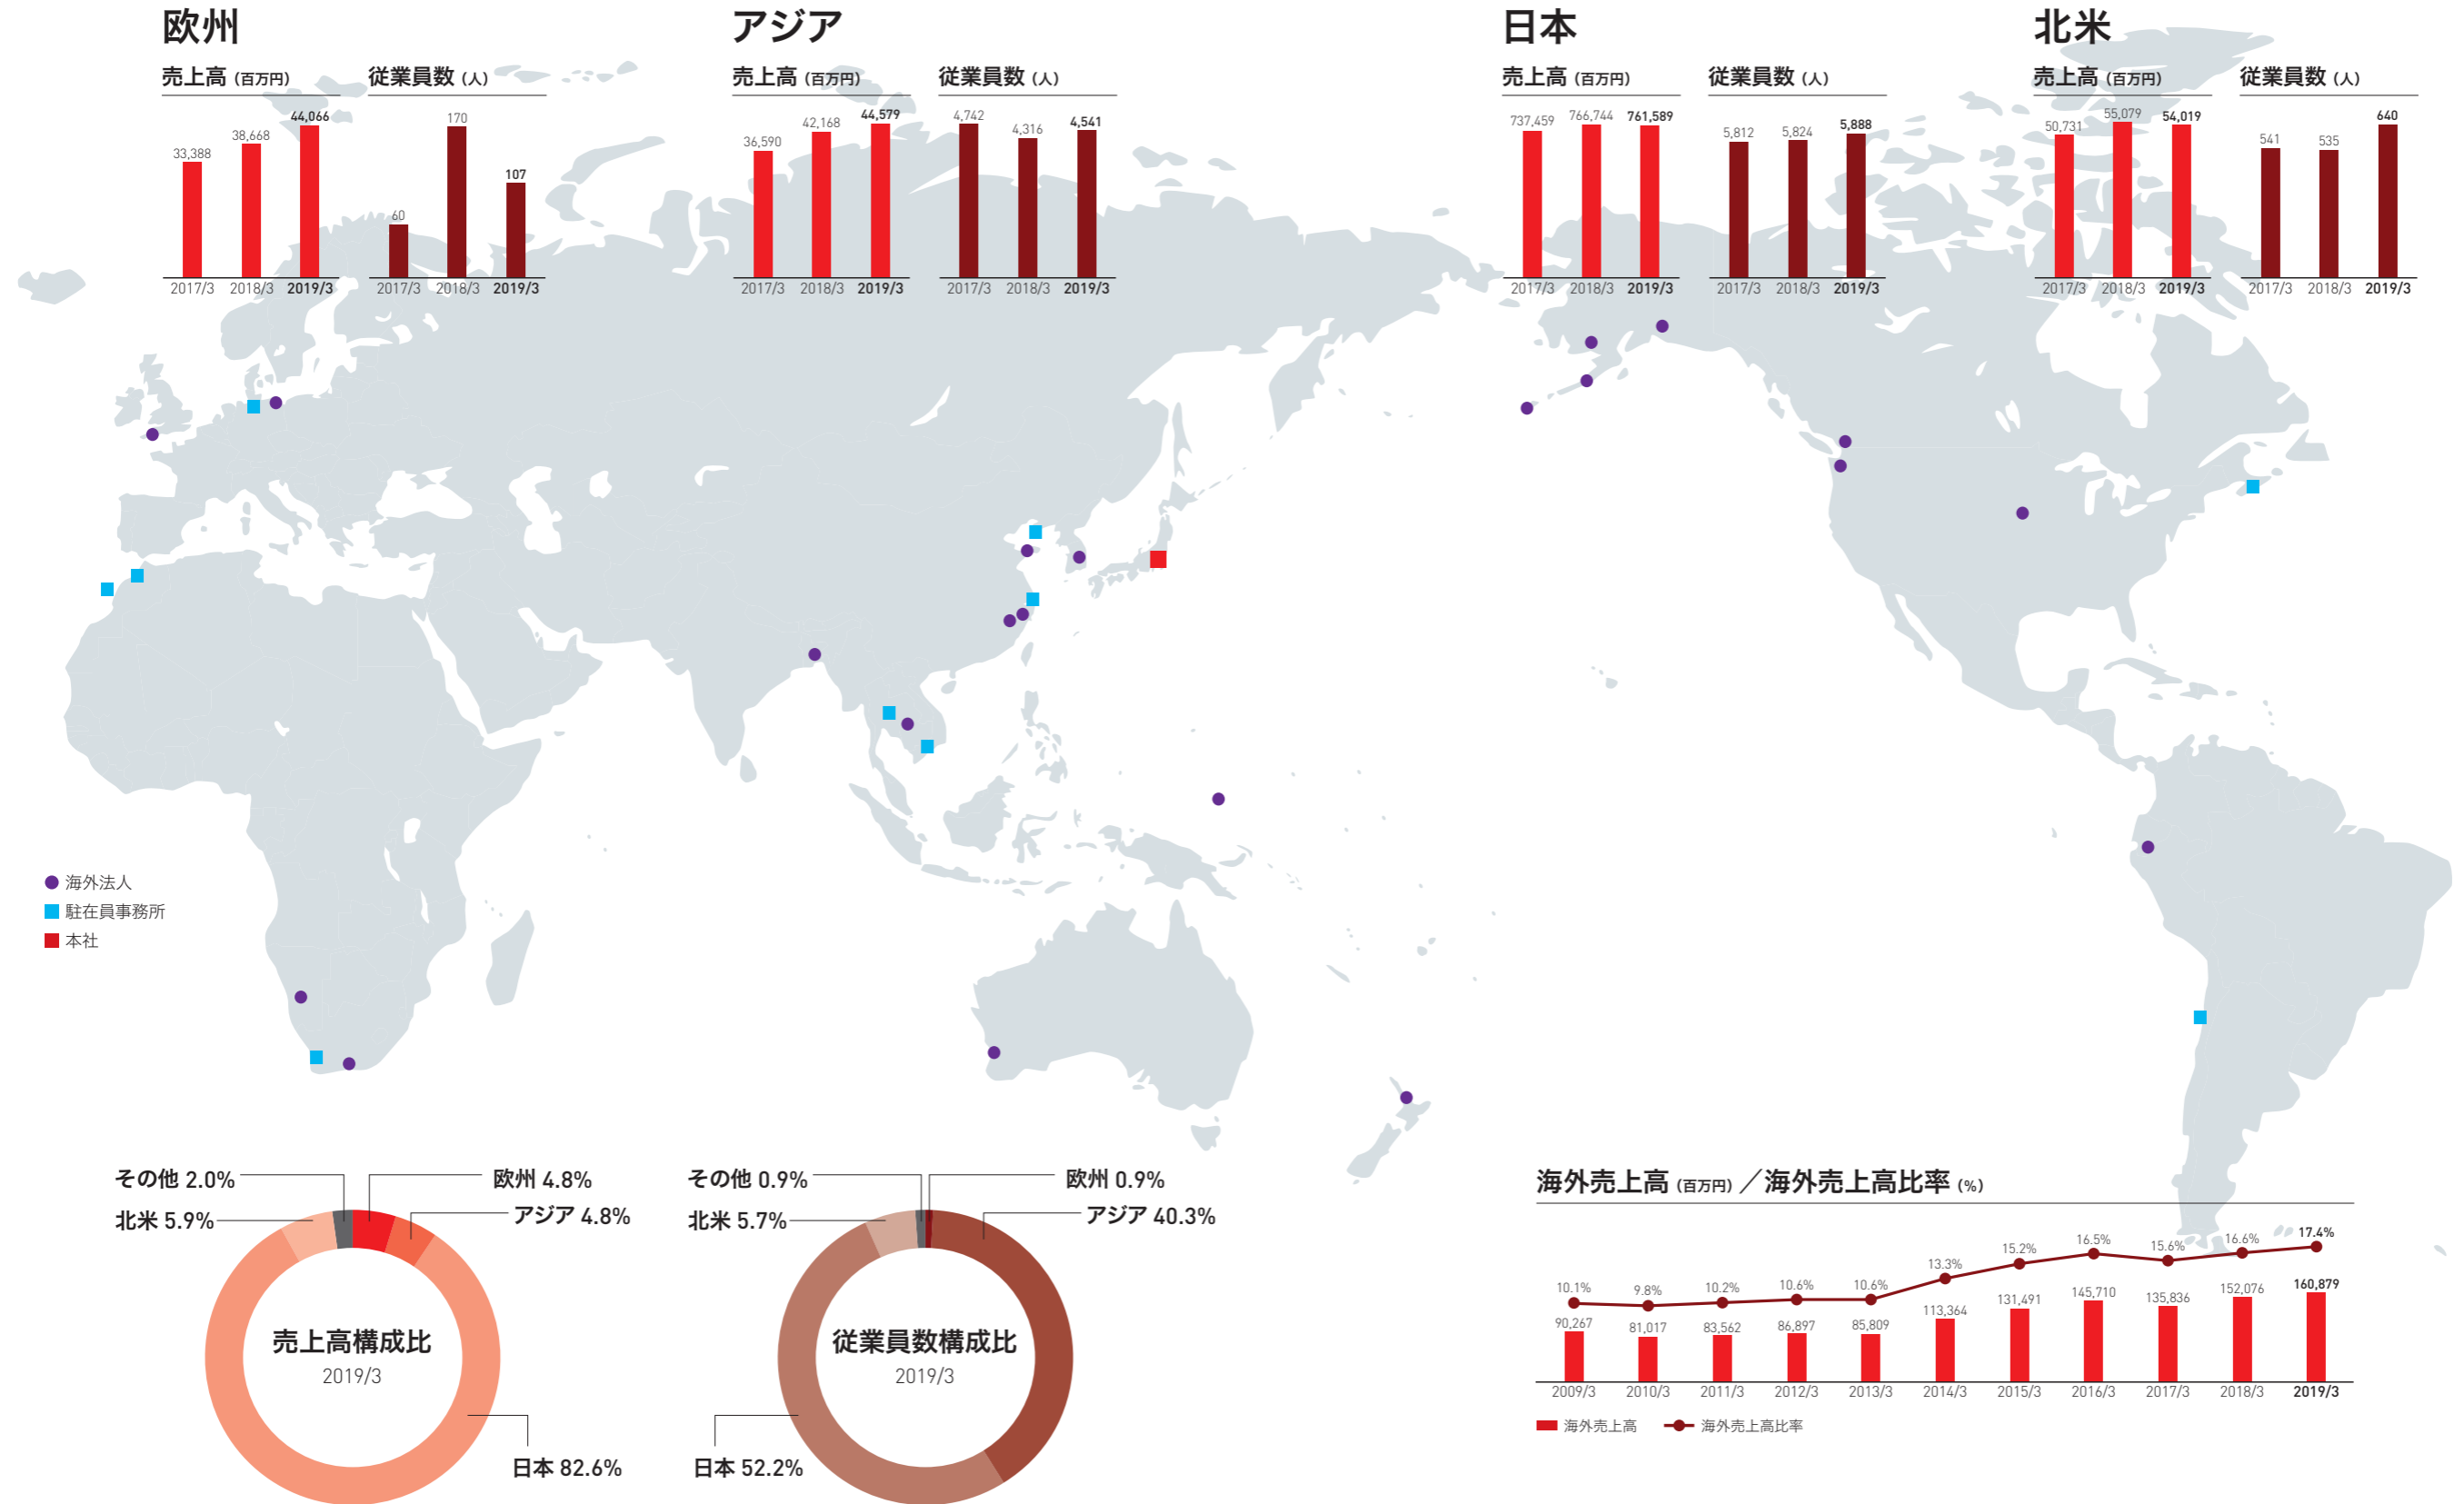 欧州
売上高（百万円）
33,388
38,668
44,066
2017/3 2018/3 2019/3
従業員数（人）
60
170
107
2017/3 2018/3 2019/3
アジア
売上高（百万円）
36,590
42,168
44,579
2017/3 2018/3 2019/3
従業員数（人）
4,742
4,316
4,541
2017/3 2018/3 2019/3
日本
売上高（百万円）
737,459
766,744
761,589
2017/3 2018/3 2019/3
従業員数（人）
5,812
5,824
5,888
2017/3 2018/3 2019/3
北米
売上高（百万円）
50,731
55,079
54,019
2017/3 2018/3 2019/3
従業員数（人）
541
535
640
2017/3 2018/3 2019/3
海外法人
駐在員事務所
本社
その他 2.0%
欧州 4.8%
北米 5.9%
アジア 4.8%
売上高構成比
2019/3
日本 82.6%
その他 0.9%
欧州 0.9%
北米 5.7%
アジア 40.3%
従業員数構成比
2019/3
日本 52.2%
海外売上高（百万円）／海外売上高比率（%）
10.1% 9.8% 10.2% 10.6% 10.6% 13.3% 15.2% 16.5% 15.6% 16.6% 17.4%
90,267 81,017 83,562 86,897 85,809 113,364 131,491 145,710 135,836 152,076 160,879
2009/3 2010/3 2011/3 2012/3 2013/3 2014/3 2015/3 2016/3 2017/3 2018/3 2019/3
海外売上高 海外売上高比率